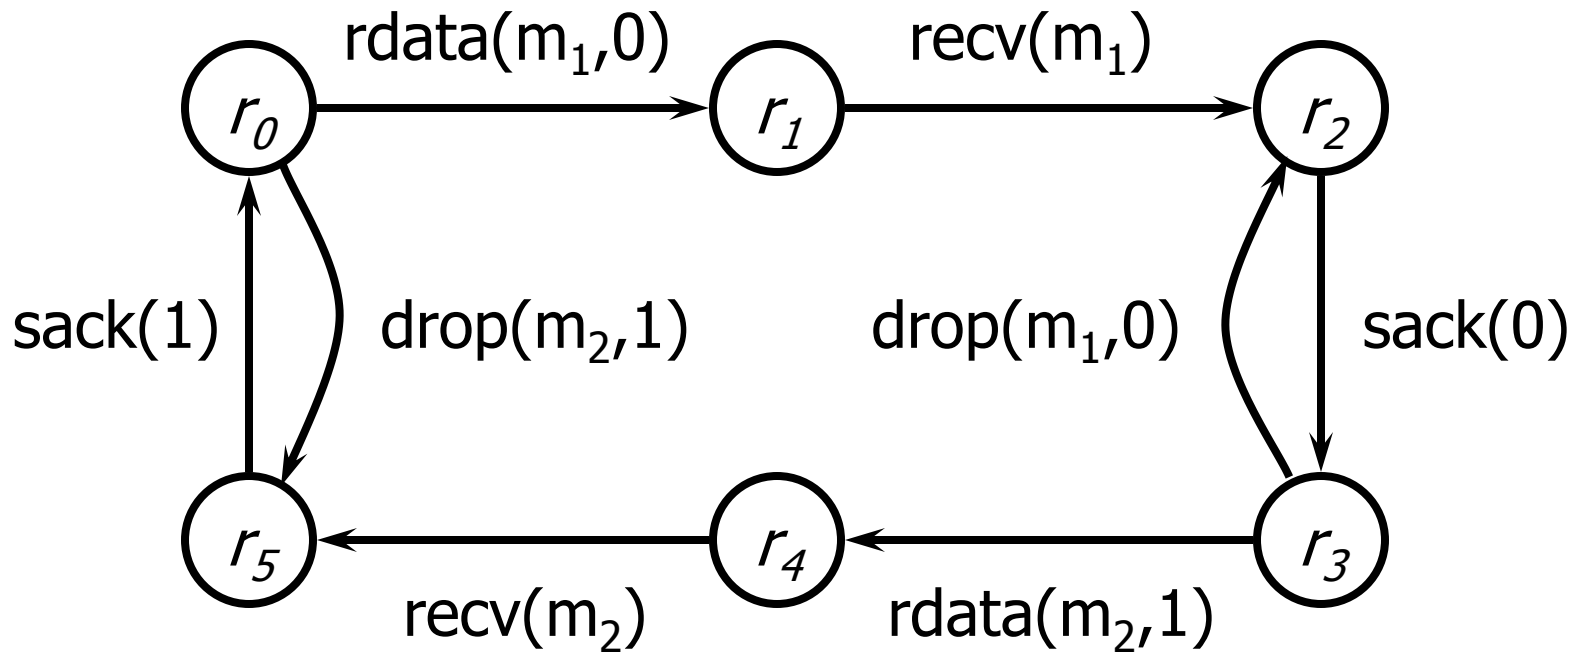 rdata(m₁,0)
recv(m₁)
r₀
r₁
r₂
sack(1)
drop(m₂,1)
drop(m₁,0)
sack(0)
r₅
r₄
r₃
recv(m₂)
rdata(m₂,1)